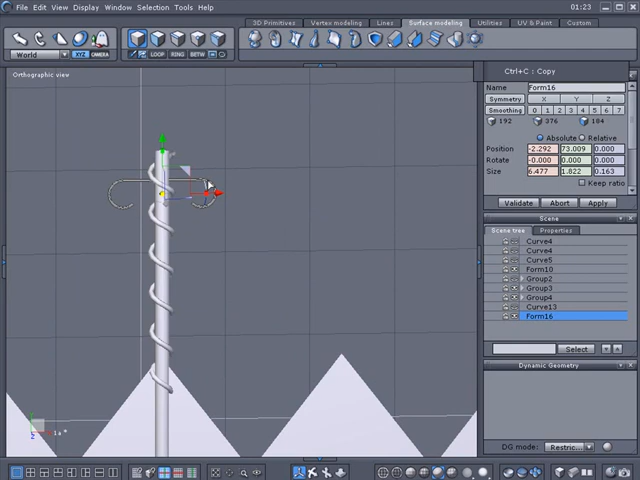 File Edit Display Window Selection Tools Help
01:23
3D Primitives Vertex modeling Lines Surface modeling Utilities UV & Paint Custom
World XYZ CAMERA
LOOP RING BETW
Orthographic view
Ctrl+C : Copy
Name Form16
Symmetry X Y Z
Smoothing 0 1 2 3 4 5 6 7
192 376 184
Absolute Relative
Position -2.292 73.009 0.000
Rotate -0.000 0.000 0.000
Size 6.477 1.822 0.163
Keep ratio
Validate Abort Apply
Scene
Scene tree Properties
Curve4
Curve4
Curve5
Form10
Group2
Group3
Group4
Curve13
Form16
Select
Dynamic Geometry
DG mode: Restric...